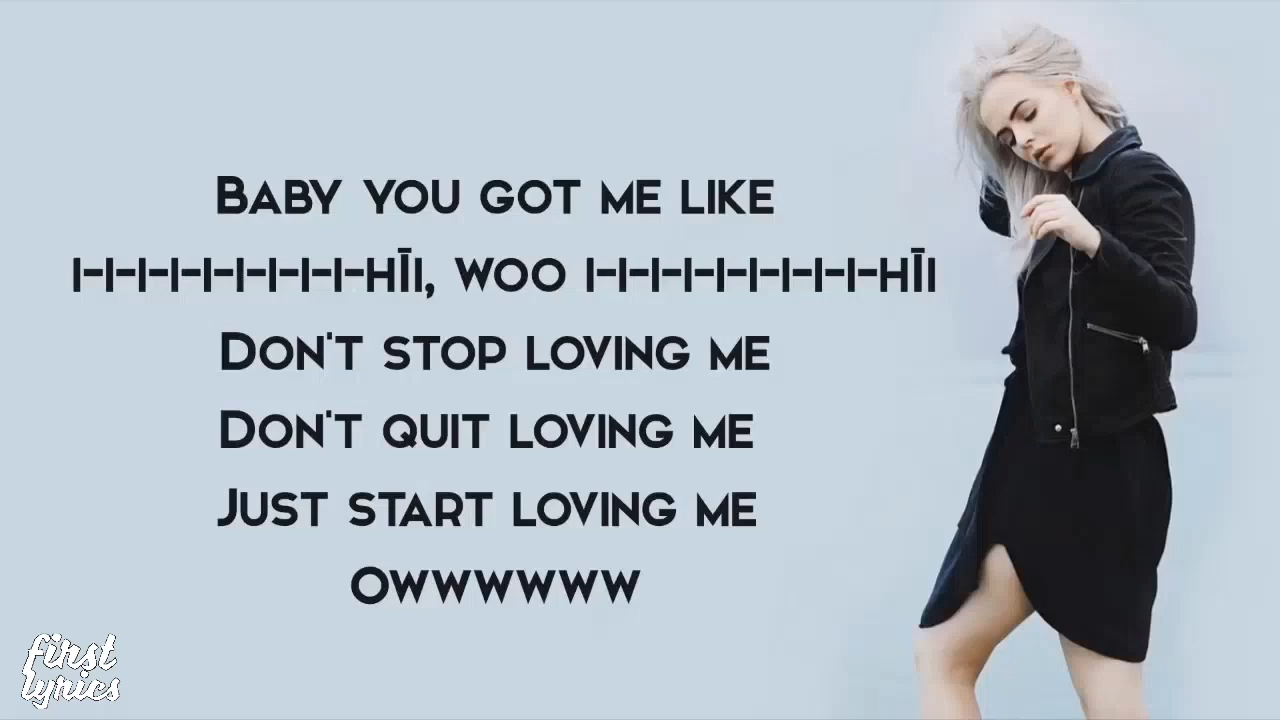 Baby you got me like
I-I-I-I-I-I-I-I-I-hīi, woo I-I-I-I-I-I-I-I-I-hīi
Don't stop loving me
Don't quit loving me
Just start loving me
Owwwwww
first
lyrics